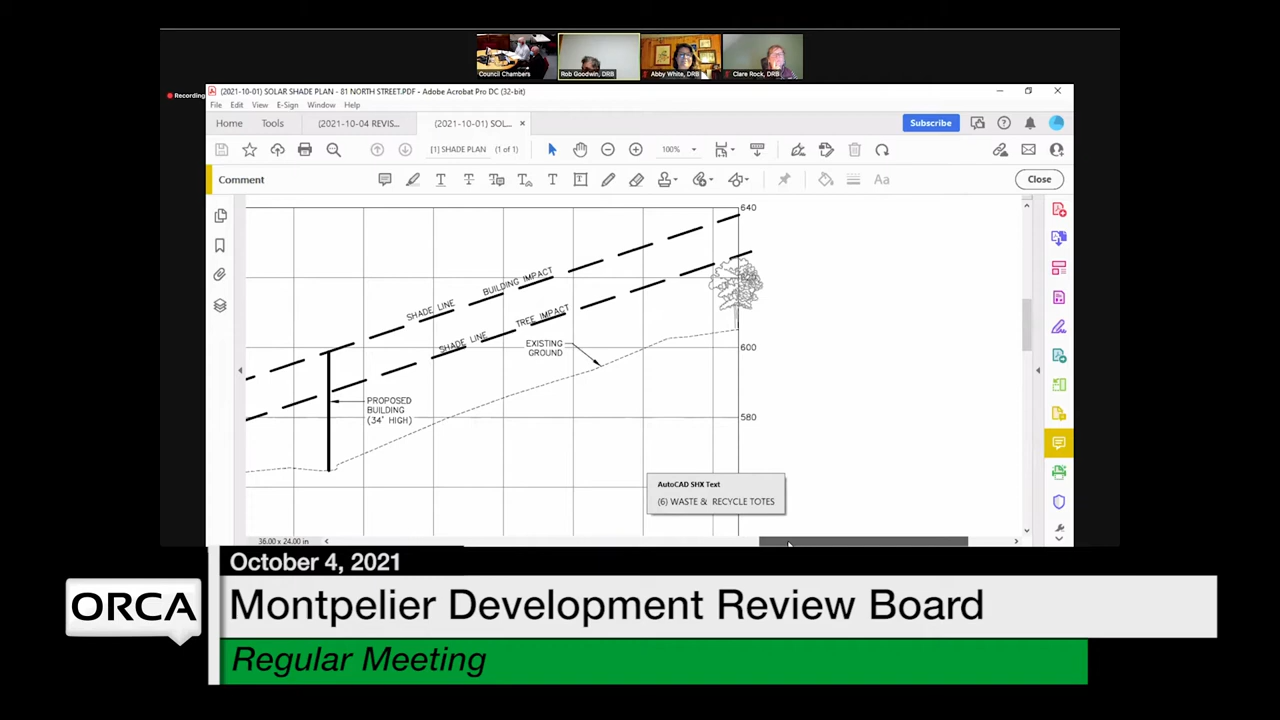 Council Chambers
Rob Goodwin, DRB
Abby White, DRB
Clare Rock, DRB
Recording
(2021-10-01) SOLAR SHADE PLAN - 81 NORTH STREET.PDF - Adobe Acrobat Pro DC (32-bit)
File Edit View E-Sign Window Help
Home Tools (2021-10-04 REVIS... (2021-10-01) SOL... ×
Subscribe
[1] SHADE PLAN (1 of 1)
100%
Comment
Aa
Close
640
SHADE LINE BUILDING IMPACT
SHADE LINE TREE IMPACT
EXISTING
GROUND
600
PROPOSED
BUILDING
(34' HIGH)
580
AutoCAD SHX Text
(6) WASTE & RECYCLE TOTES
36.00 x 24.00 in
October 4, 2021
ORCA
Montpelier Development Review Board
Regular Meeting